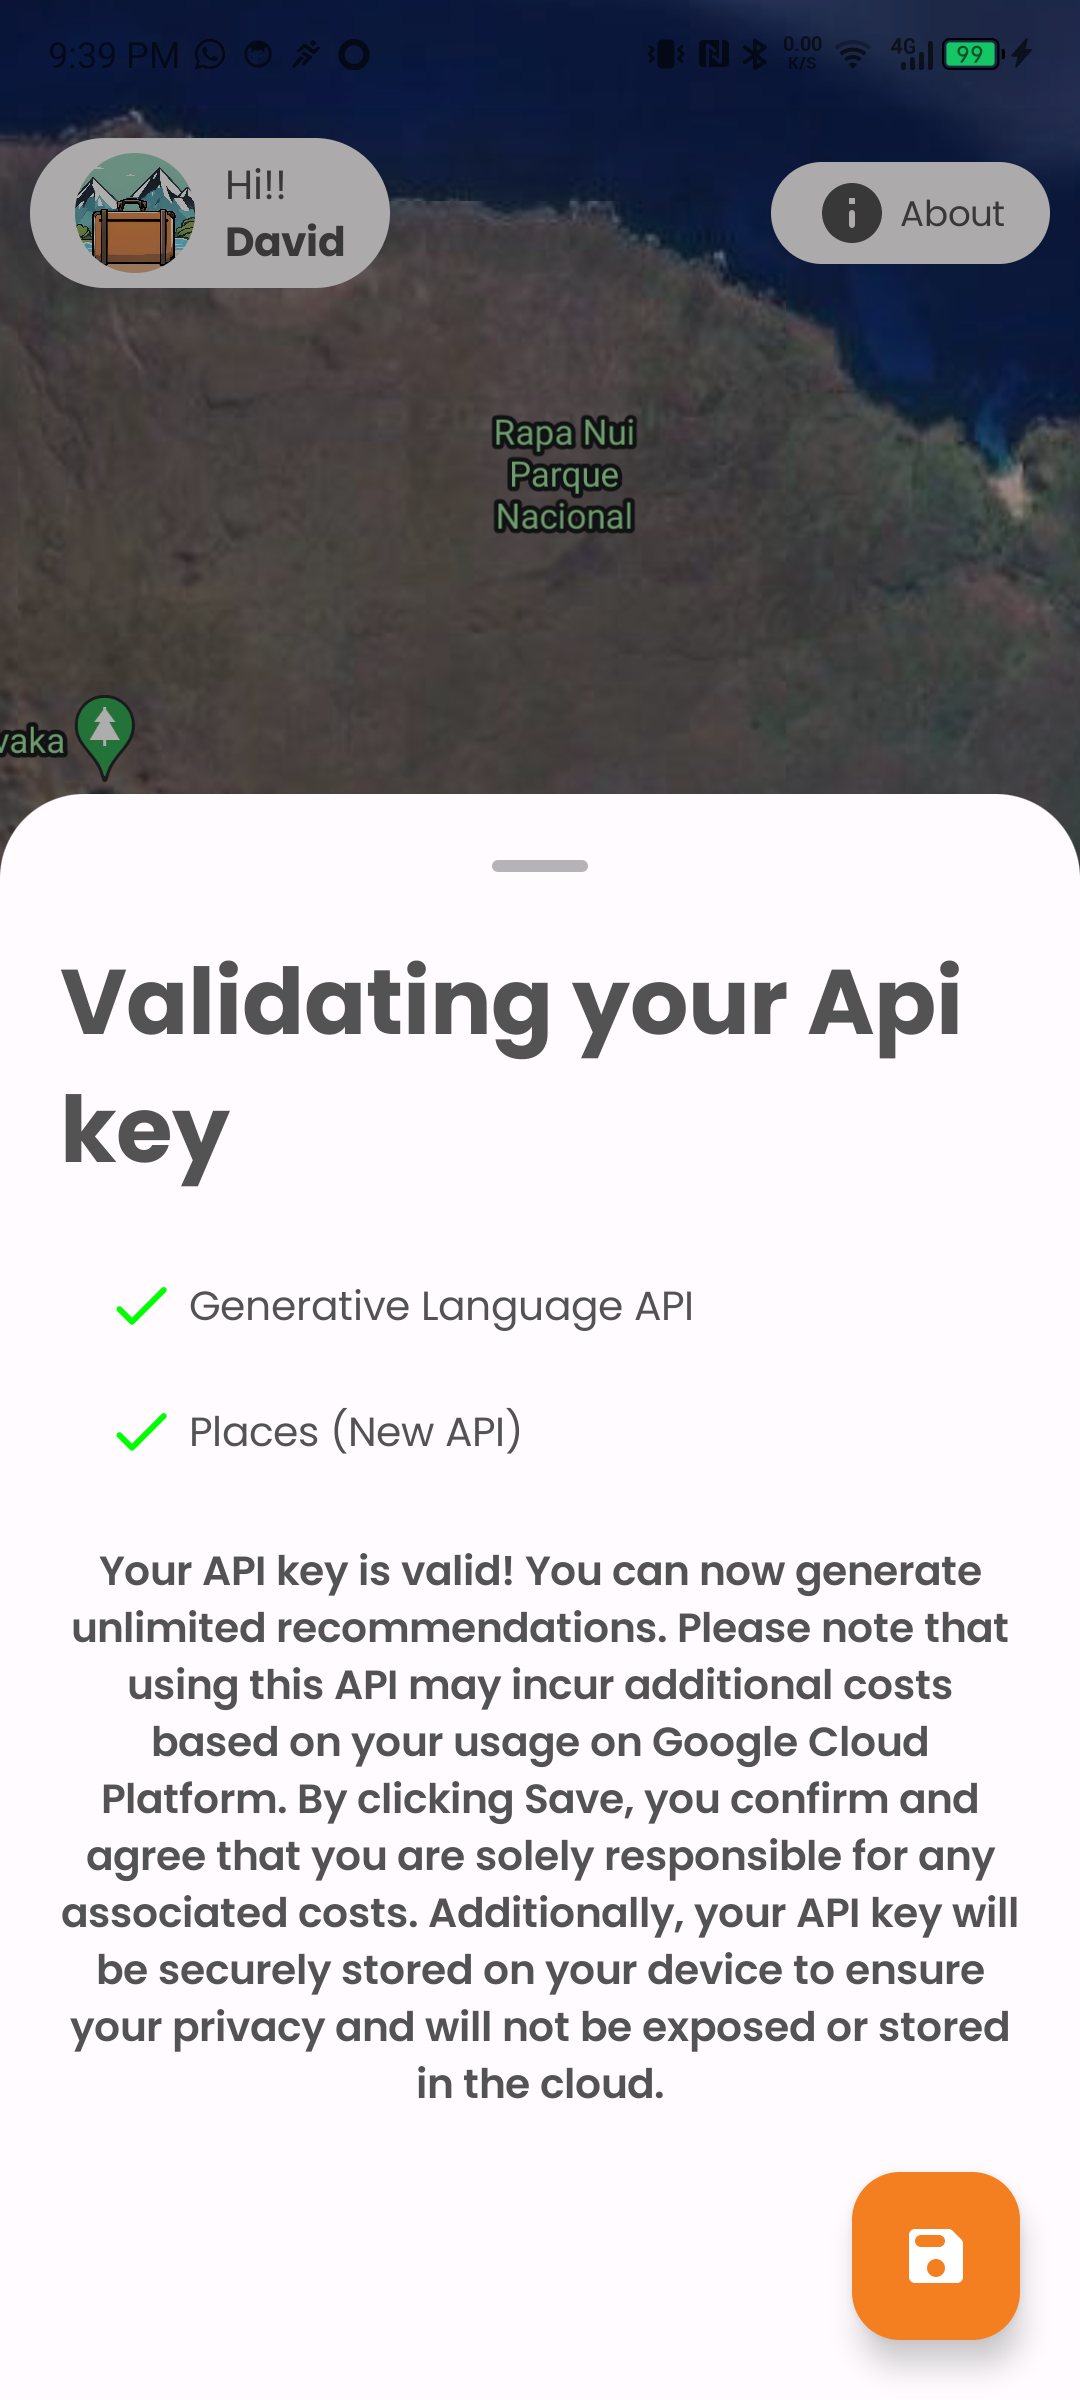 9:39 PM
0.00
K/S
4G
99
Hi!!
David
About
Rapa Nui
Parque
Nacional
vaka
Validating your Api
key
Generative Language API
Places (New API)
Your API key is valid! You can now generate
unlimited recommendations. Please note that
using this API may incur additional costs
based on your usage on Google Cloud
Platform. By clicking Save, you confirm and
agree that you are solely responsible for any
associated costs. Additionally, your API key will
be securely stored on your device to ensure
your privacy and will not be exposed or stored
in the cloud.